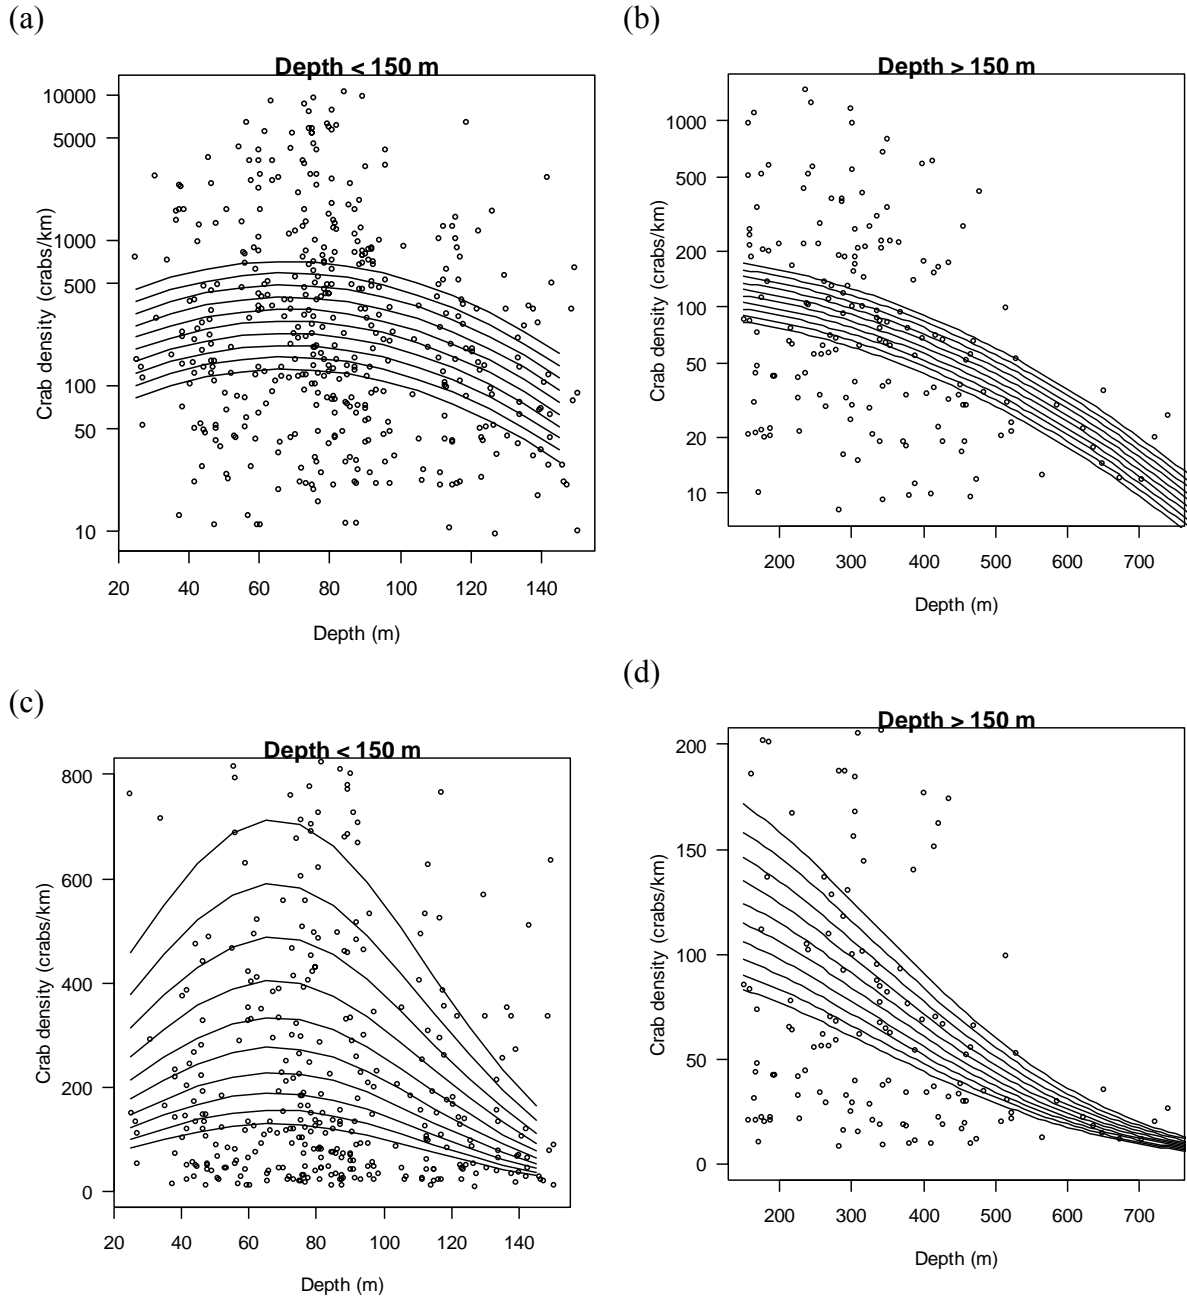 (a)
Depth < 150 m
10000
5000
1000
500
100
50
10
Crab density (crabs/km)
20 40 60 80 100 120 140
Depth (m)
(b)
Depth > 150 m
1000
500
200
100
50
20
10
Crab density (crabs/km)
200 300 400 500 600 700
Depth (m)
(c)
Depth < 150 m
800
600
400
200
0
Crab density (crabs/km)
20 40 60 80 100 120 140
Depth (m)
(d)
Depth > 150 m
200
150
100
50
0
Crab density (crabs/km)
200 300 400 500 600 700
Depth (m)